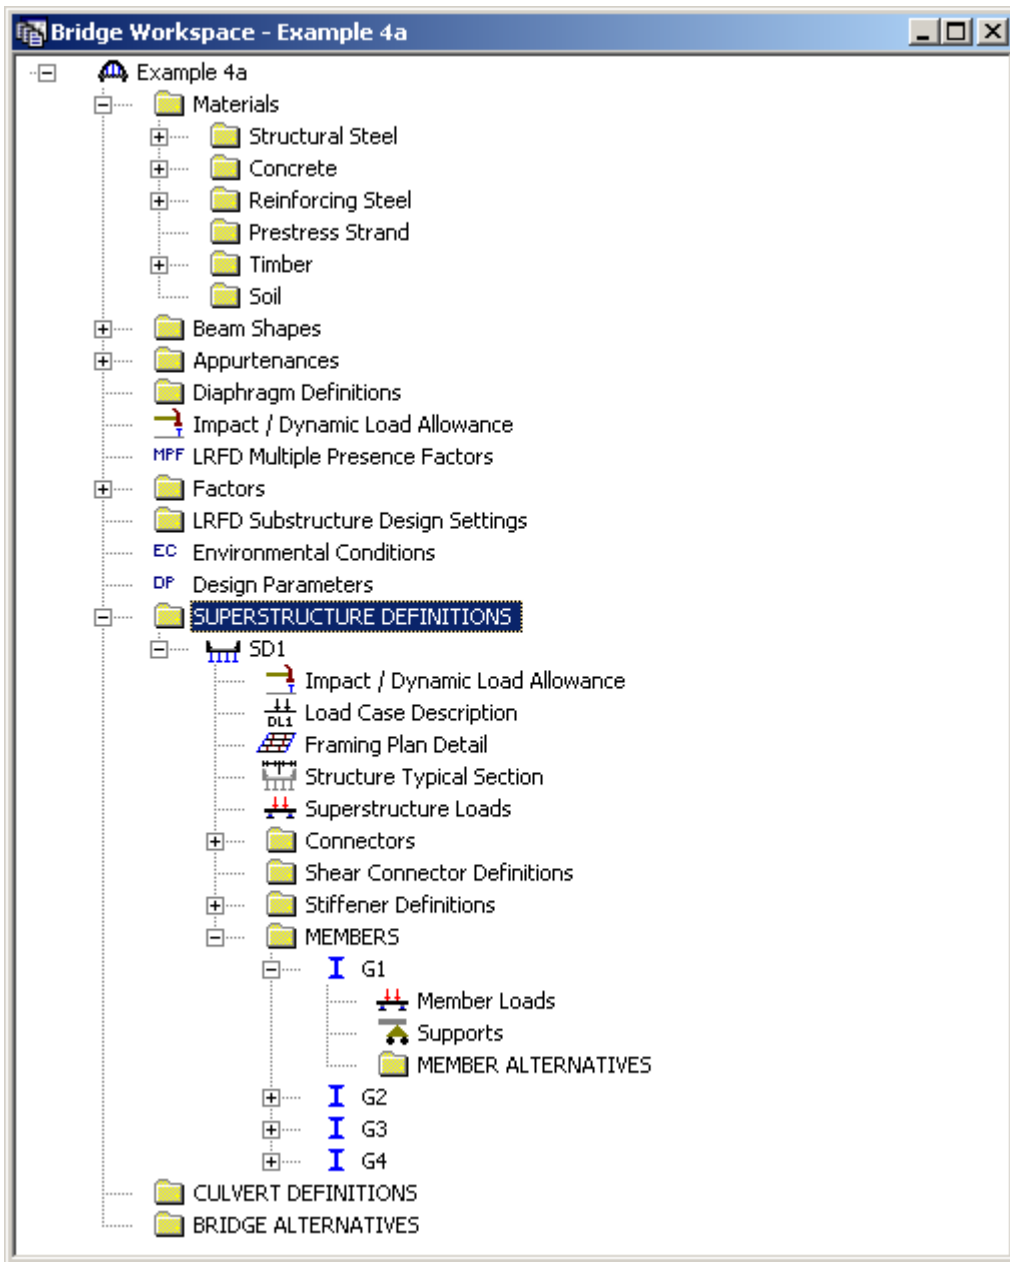 Bridge Workspace - Example 4a
Example 4a
Materials
Structural Steel
Concrete
Reinforcing Steel
Prestress Strand
Timber
Soil
Beam Shapes
Appurtenances
Diaphragm Definitions
Impact / Dynamic Load Allowance
MPF LRFD Multiple Presence Factors
Factors
LRFD Substructure Design Settings
EC Environmental Conditions
DP Design Parameters
SUPERSTRUCTURE DEFINITIONS
SD1
Impact / Dynamic Load Allowance
DL1 Load Case Description
Framing Plan Detail
Structure Typical Section
Superstructure Loads
Connectors
Shear Connector Definitions
Stiffener Definitions
MEMBERS
G1
Member Loads
Supports
MEMBER ALTERNATIVES
G2
G3
G4
CULVERT DEFINITIONS
BRIDGE ALTERNATIVES